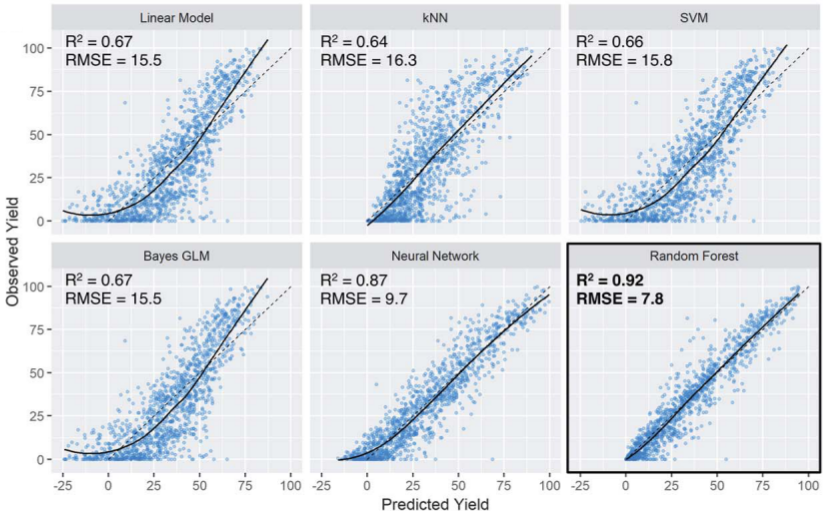 Linear Model
kNN
SVM
R² = 0.67
RMSE = 15.5
R² = 0.64
RMSE = 16.3
R² = 0.66
RMSE = 15.8
100
75
50
25
0
Observed Yield
Bayes GLM
Neural Network
Random Forest
R² = 0.67
RMSE = 15.5
R² = 0.87
RMSE = 9.7
R² = 0.92
RMSE = 7.8
100
75
50
25
0
-25 0 25 50 75 100
-25 0 25 50 75 100
-25 0 25 50 75 100
Predicted Yield